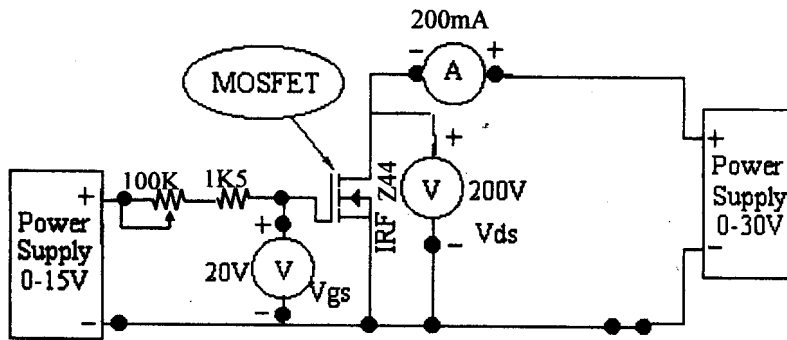 200mA
- A +
MOSFET
+ 100K 1K5
Power
Supply
0-15V
-
+
20V V
Vgs
-
IRF Z44
+
V 200V
- Vds
+
Power
Supply
0-30V
-